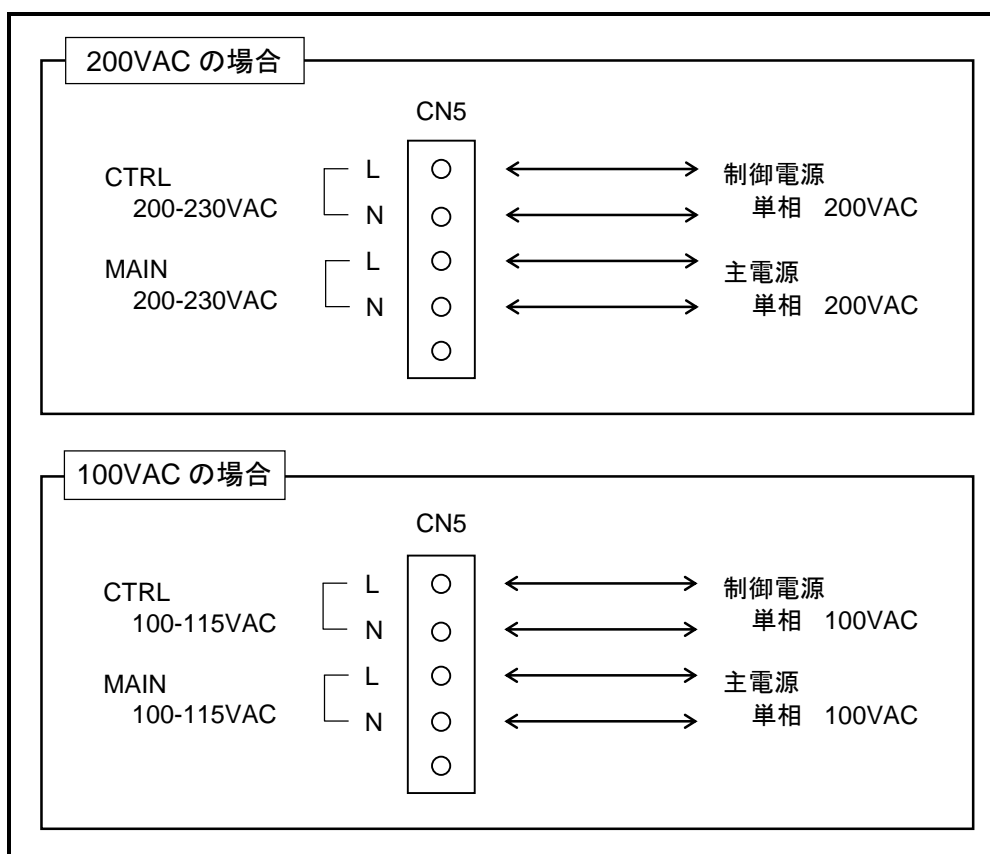 200VAC の場合
CN5
CTRL
200-230VAC
L
N
制御電源
単相 200VAC
MAIN
200-230VAC
L
N
主電源
単相 200VAC
100VAC の場合
CN5
CTRL
100-115VAC
L
N
制御電源
単相 100VAC
MAIN
100-115VAC
L
N
主電源
単相 100VAC